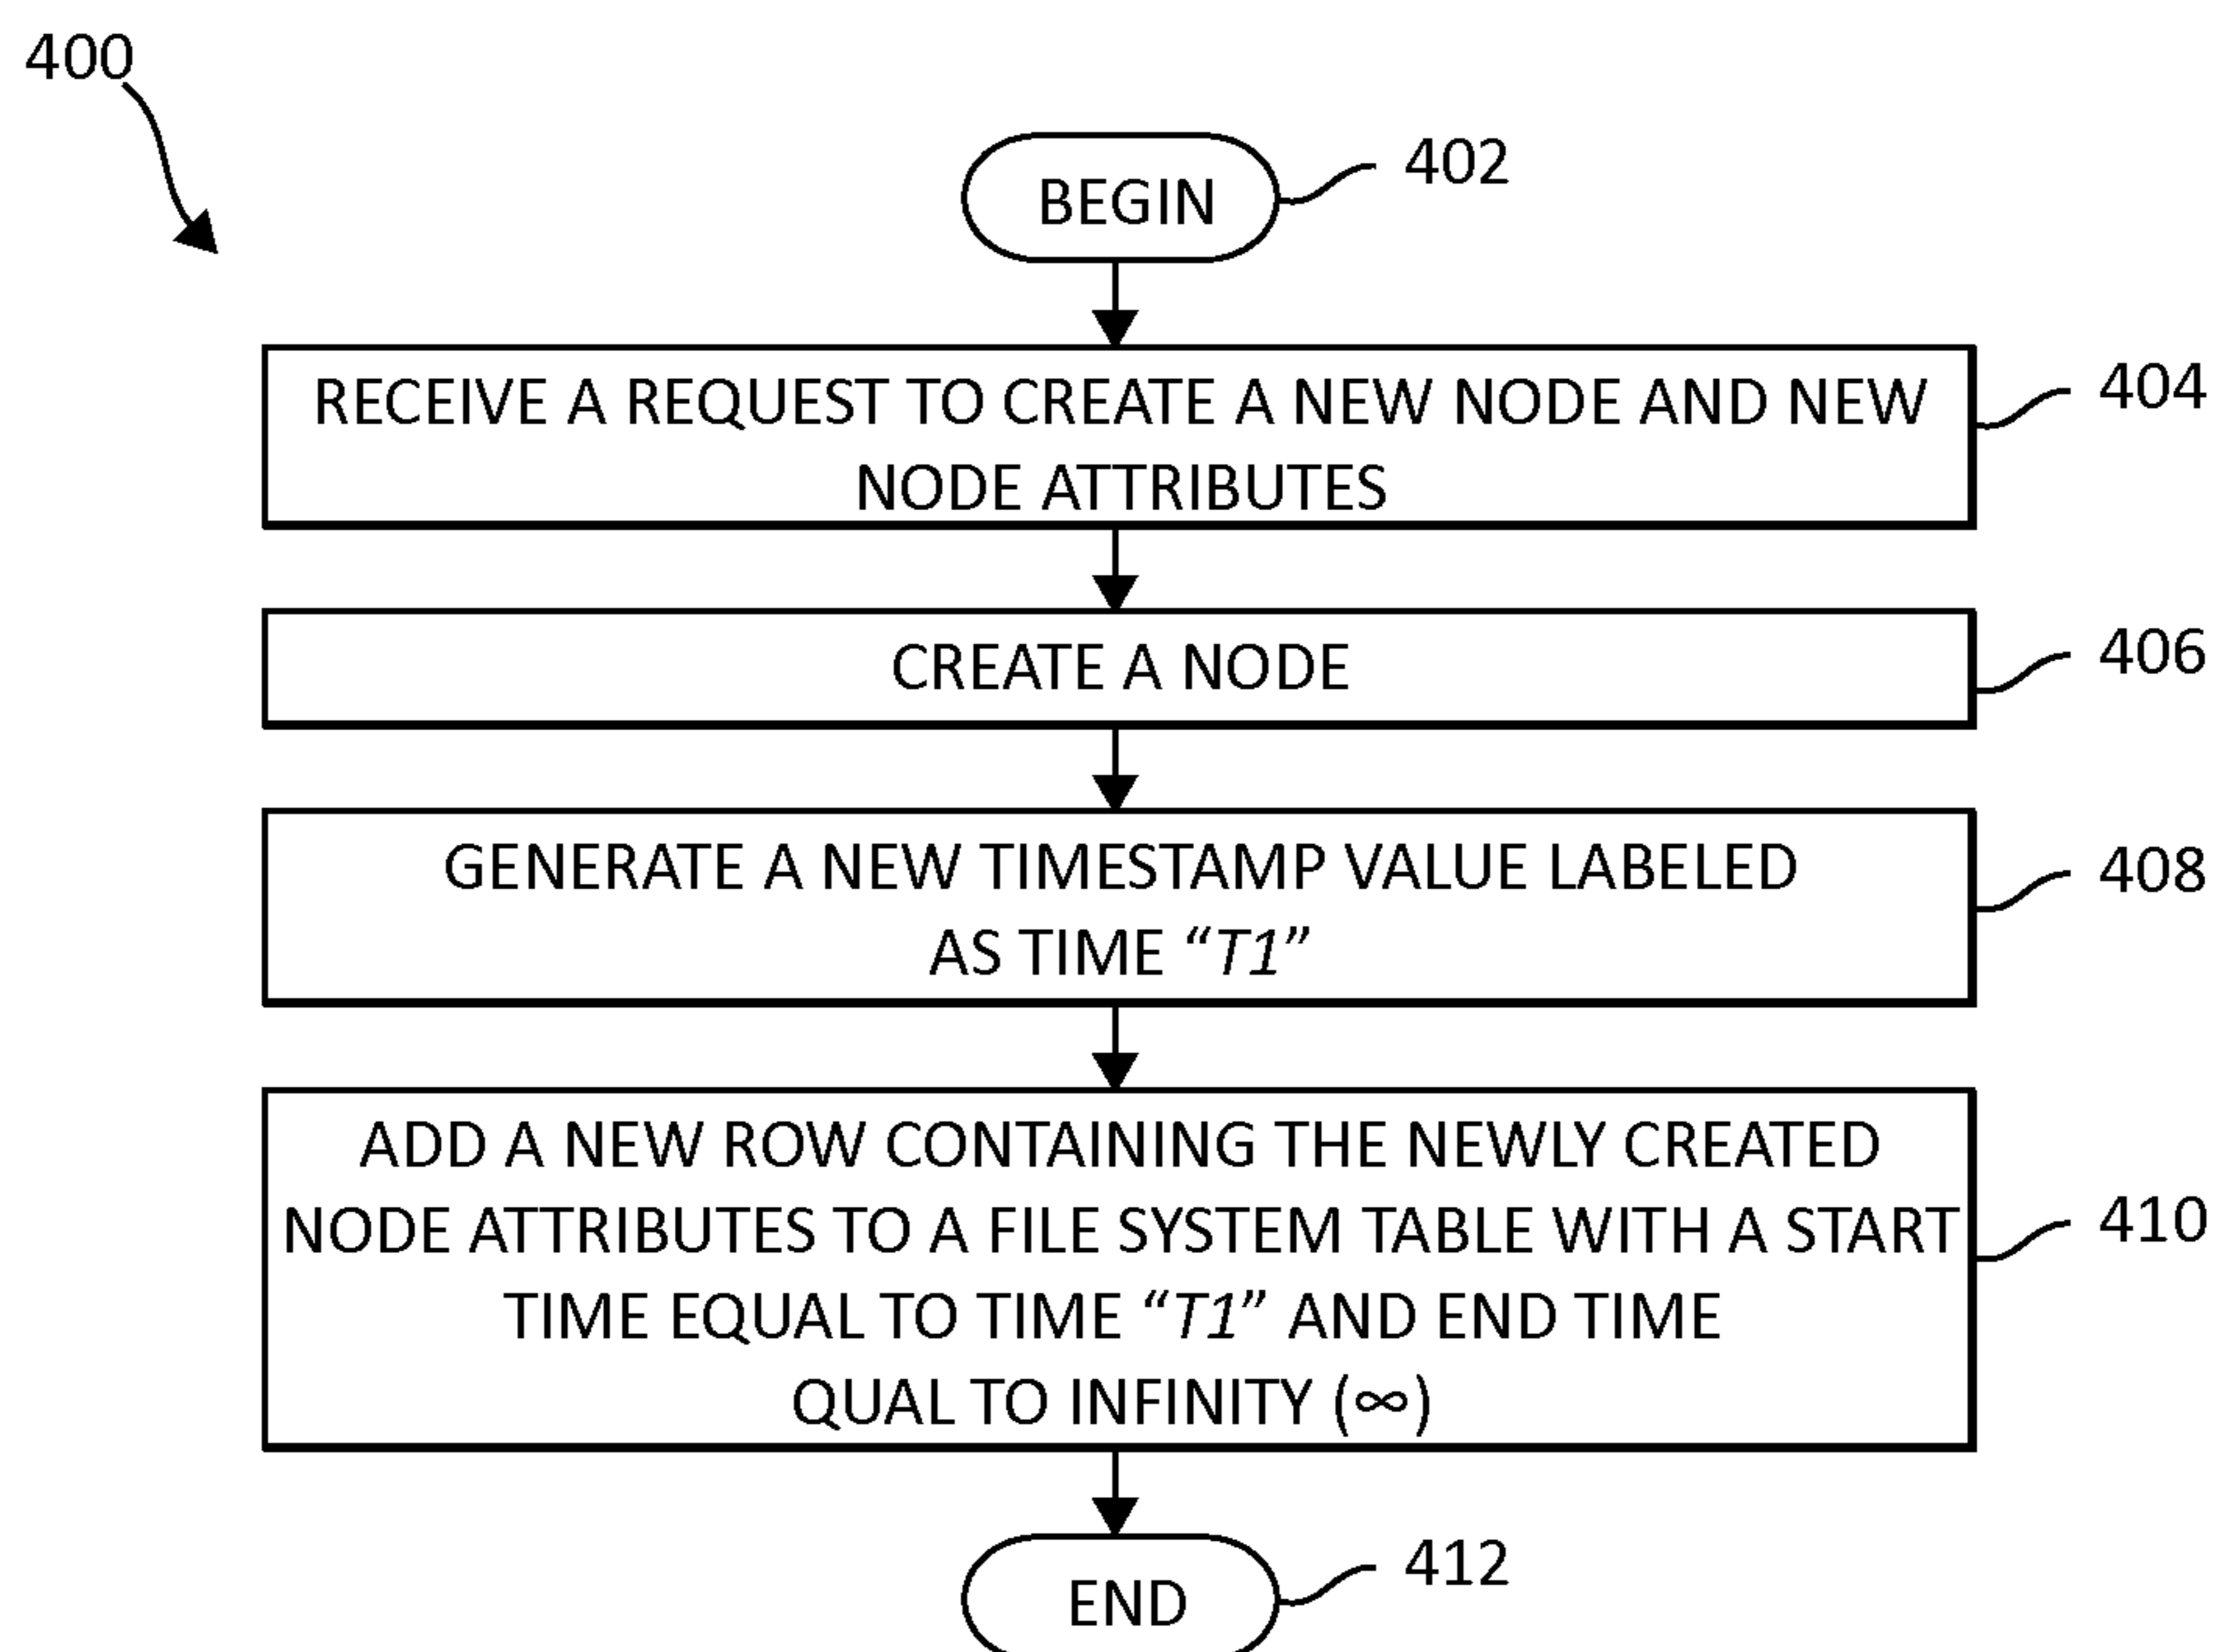 400
BEGIN
402
RECEIVE A REQUEST TO CREATE A NEW NODE AND NEW
NODE ATTRIBUTES
404
CREATE A NODE
406
GENERATE A NEW TIMESTAMP VALUE LABELED
AS TIME “T1”
408
ADD A NEW ROW CONTAINING THE NEWLY CREATED
NODE ATTRIBUTES TO A FILE SYSTEM TABLE WITH A START
TIME EQUAL TO TIME “T1” AND END TIME
QUAL TO INFINITY (∞)
410
END
412